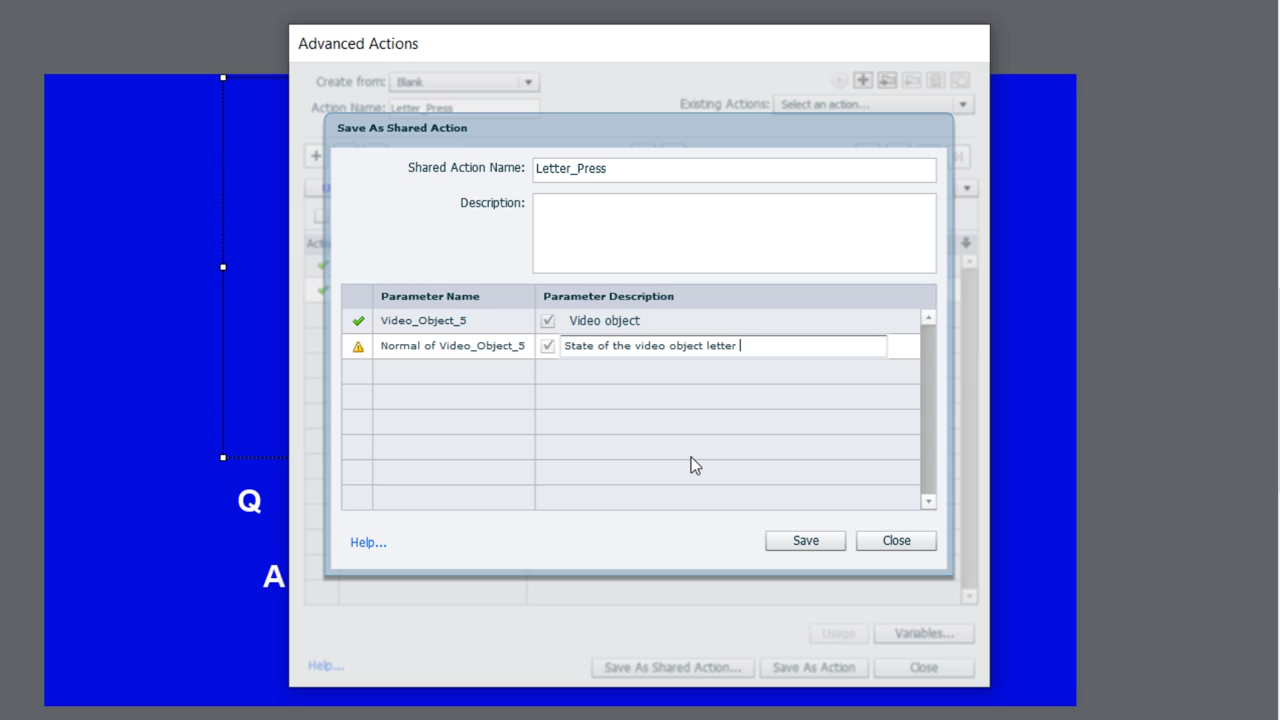 Advanced Actions
Create from: Blank
Action Name: Letter_Press
Existing Actions: Select an action...
Save As Shared Action
Shared Action Name: Letter_Press
Description:
Parameter Name Parameter Description
Video_Object_5 Video object
Normal of Video_Object_5 State of the video object letter
Q
A
Help... Save Close
Usage Variables...
Help... Save As Shared Action... Save As Action Close